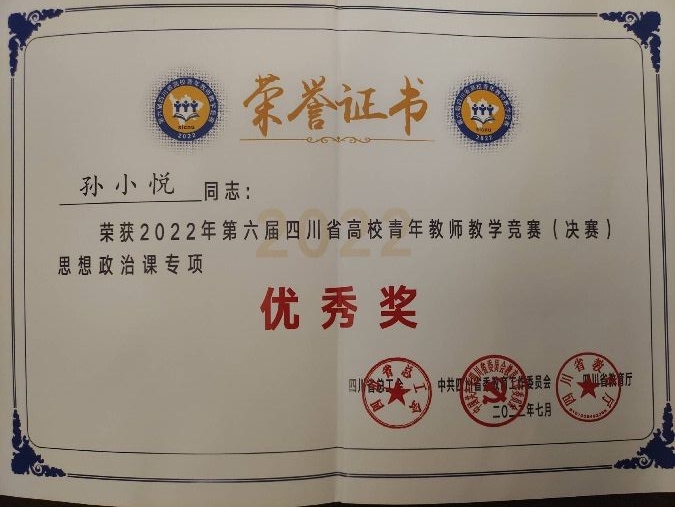 荣誉证书
孙小悦 同志：
荣获2022年第六届四川省高校青年教师教学竞赛（决赛）
思想政治课专项
2022
优秀奖
四川省总工会 中共四川省委教育工作委员会 四川省教育厅
二〇二二年七月